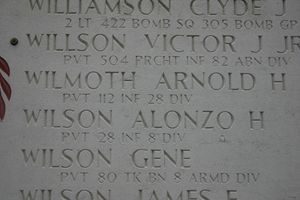 WILLIAMSON CLYDE J
2 LT 422 BOMB SQ 305 BOMB GP
WILLSON VICTOR J JR
PVT 504 PRCHT INF 82 ABN DIV
WILMOTH ARNOLD H
PVT 112 INF 28 DIV
WILSON ALONZO H
PVT 28 INF 8 DIV
WILSON GENE
PVT 80 TK BN 8 ARMD DIV
WILSON JAMES E